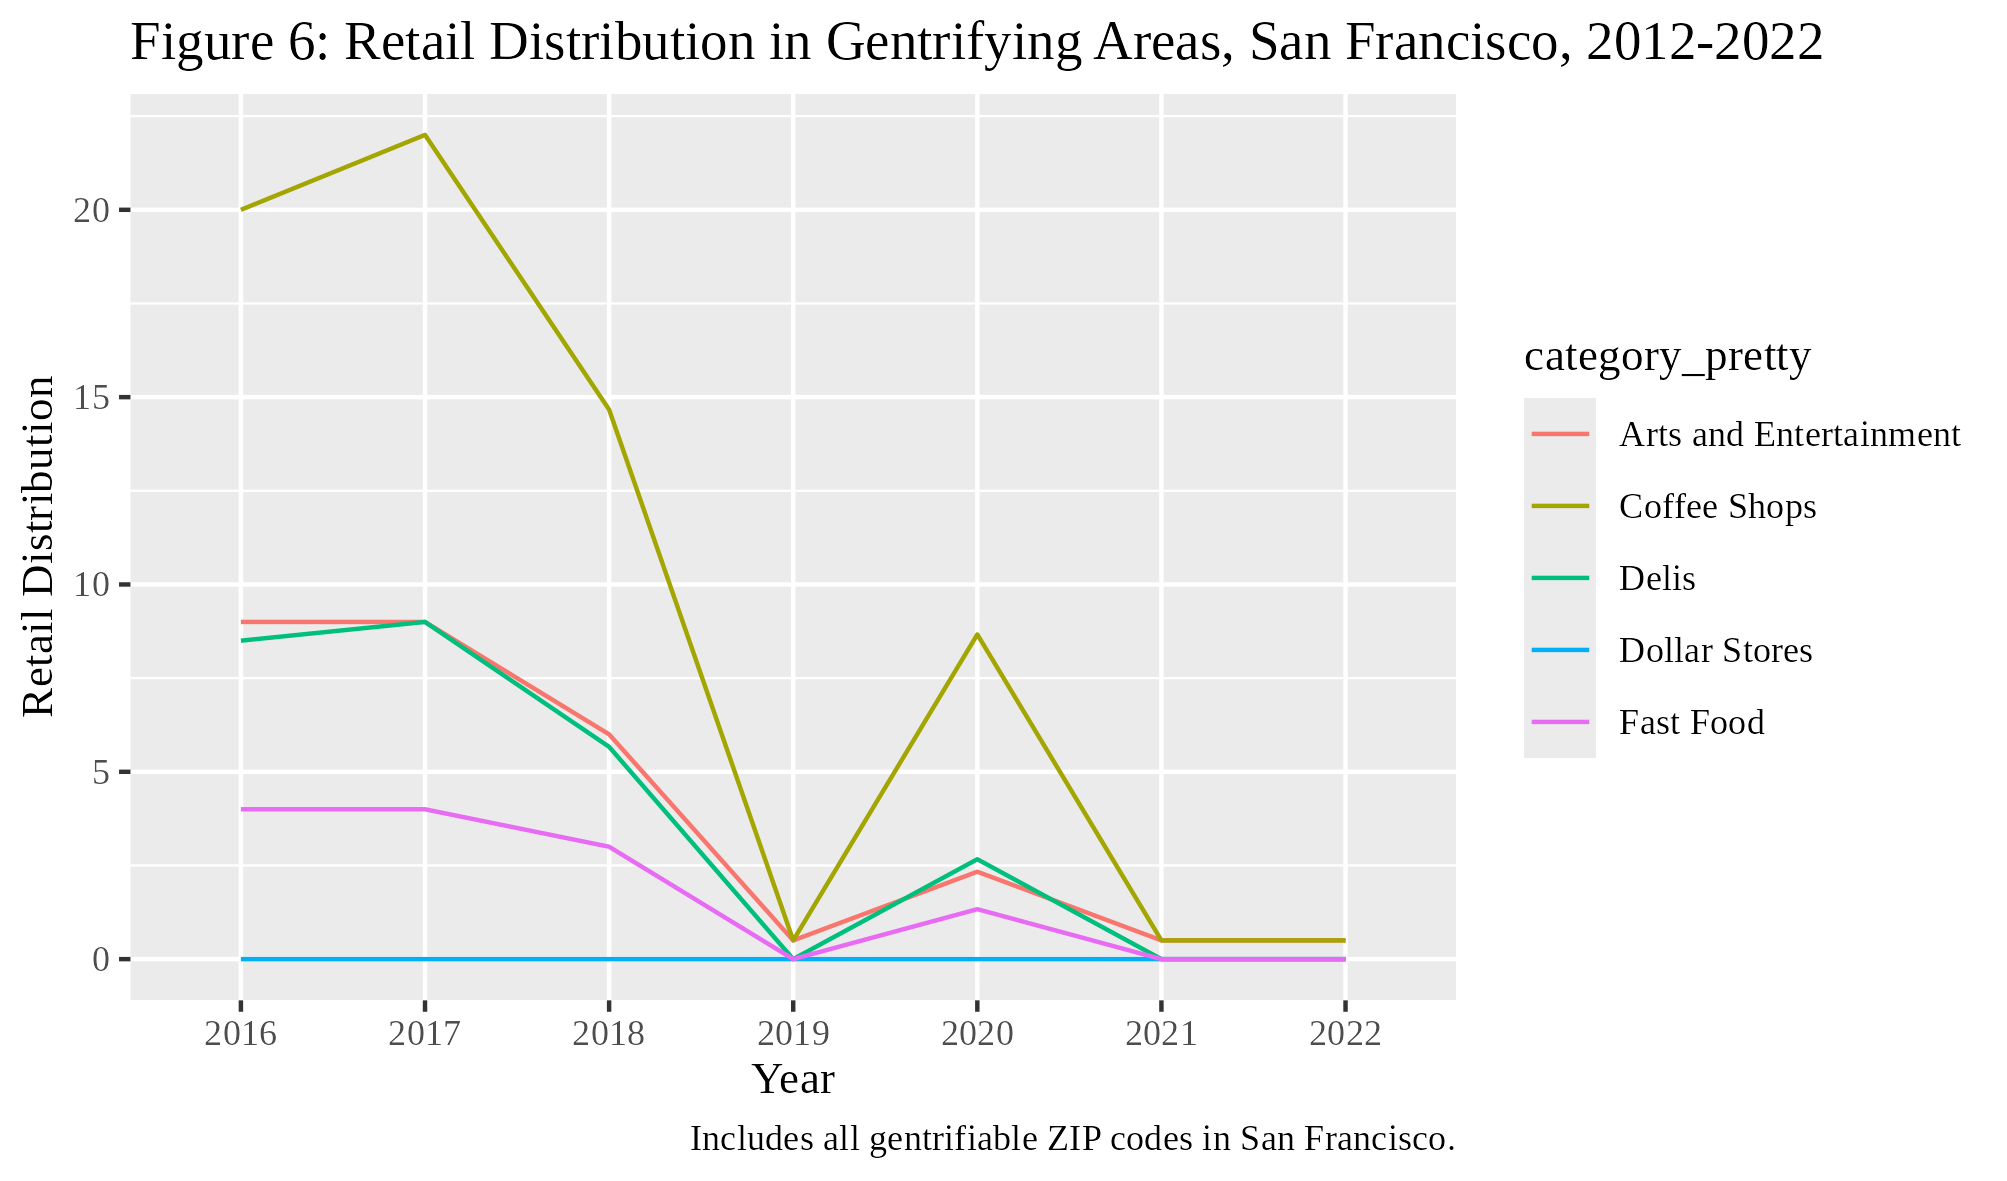 Figure 6: Retail Distribution in Gentrifying Areas, San Francisco, 2012-2022
Retail Distribution
20
15
10
5
0
2016 2017 2018 2019 2020 2021 2022
Year
Includes all gentrifiable ZIP codes in San Francisco.
category_pretty
Arts and Entertainment
Coffee Shops
Delis
Dollar Stores
Fast Food